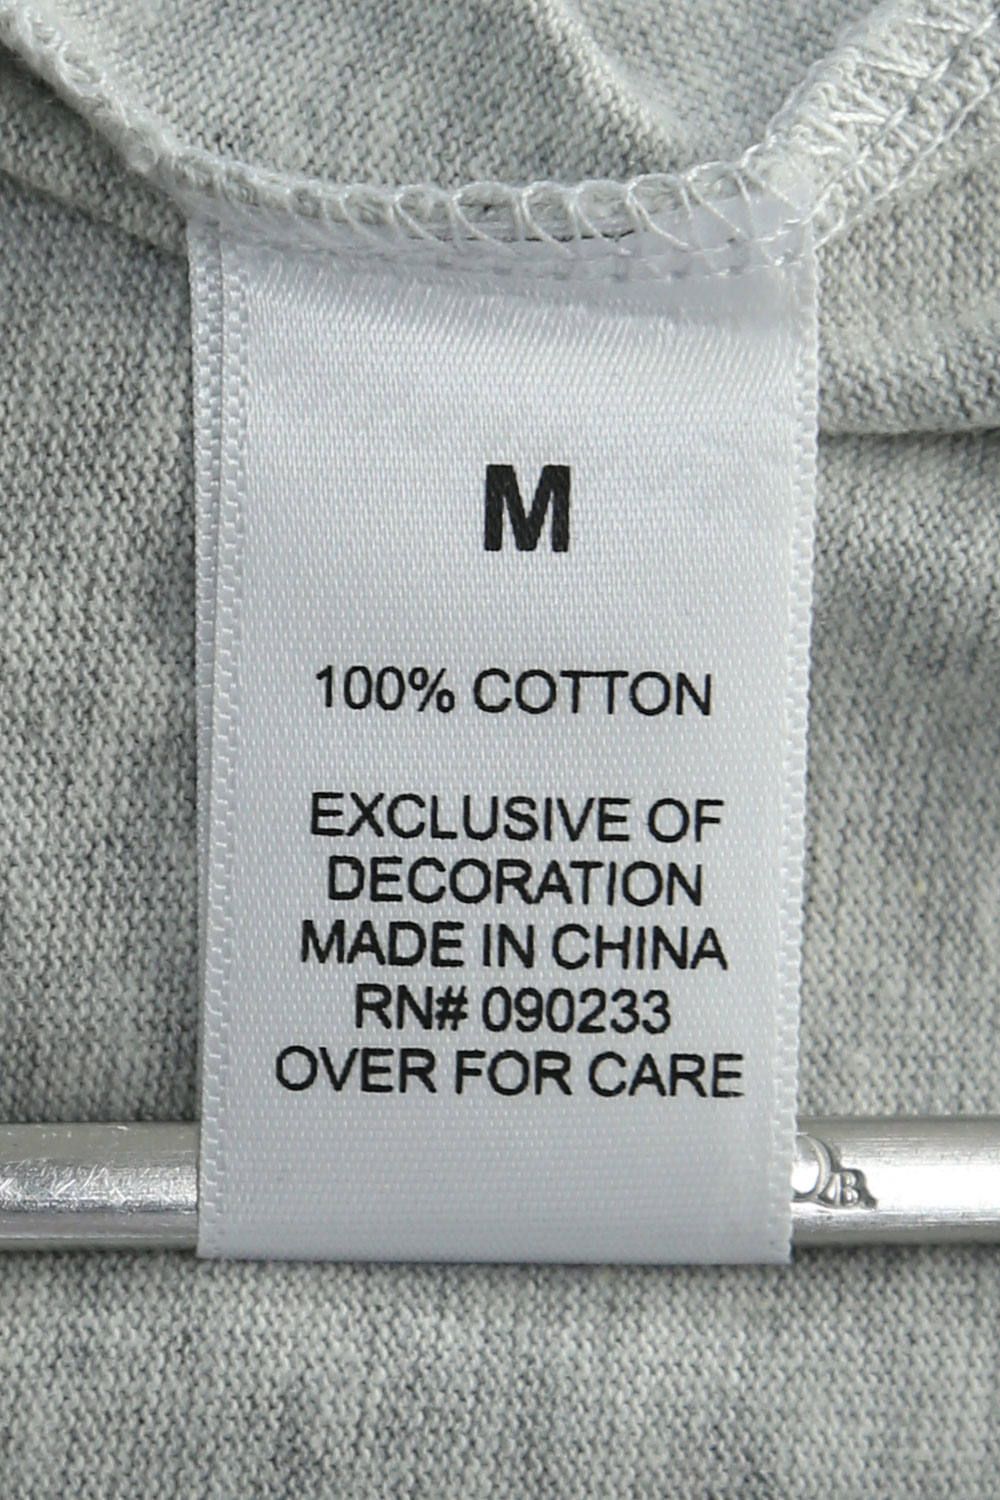 M
100% COTTON
EXCLUSIVE OF
DECORATION
MADE IN CHINA
RN# 090233
OVER FOR CARE